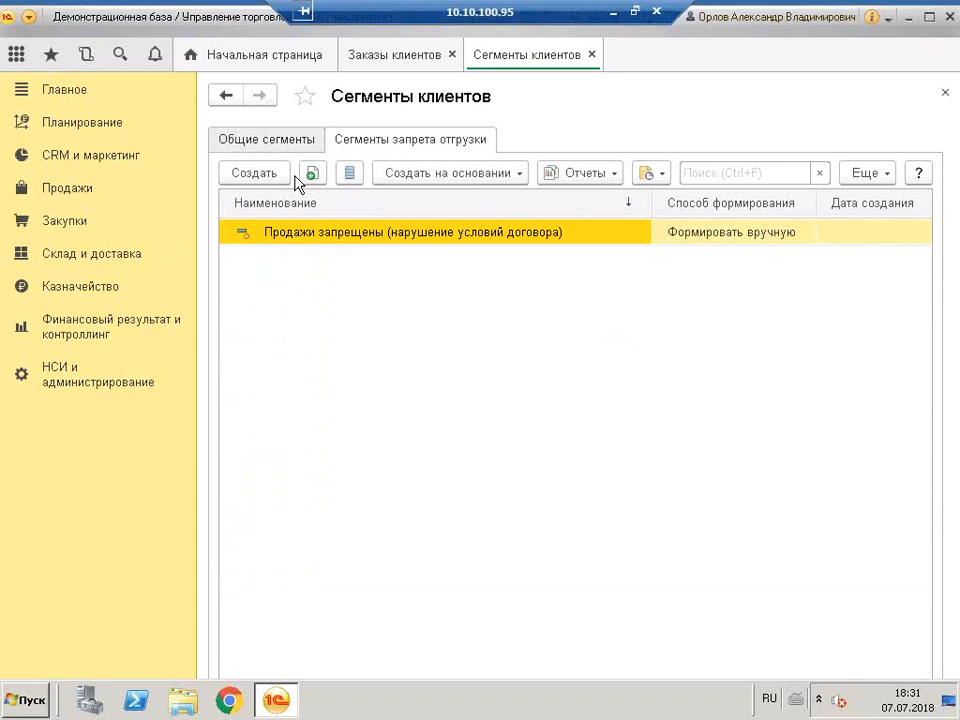 Демонстрационная база / Управление торговлей
10.10.100.95
Орлов Александр Владимирович
Начальная страница
Заказы клиентов
Сегменты клиентов
Главное
Планирование
CRM и маркетинг
Продажи
Закупки
Склад и доставка
Казначейство
Финансовый результат и
контроллинг
НСИ и
администрирование
Сегменты клиентов
Общие сегменты
Сегменты запрета отгрузки
Создать
Создать на основании
Отчеты
Поиск (Ctrl+F)
Еще
?
Наименование
Способ формирования
Дата создания
Продажи запрещены (нарушение условий договора)
Формировать вручную
Пуск
RU
18:31
07.07.2018